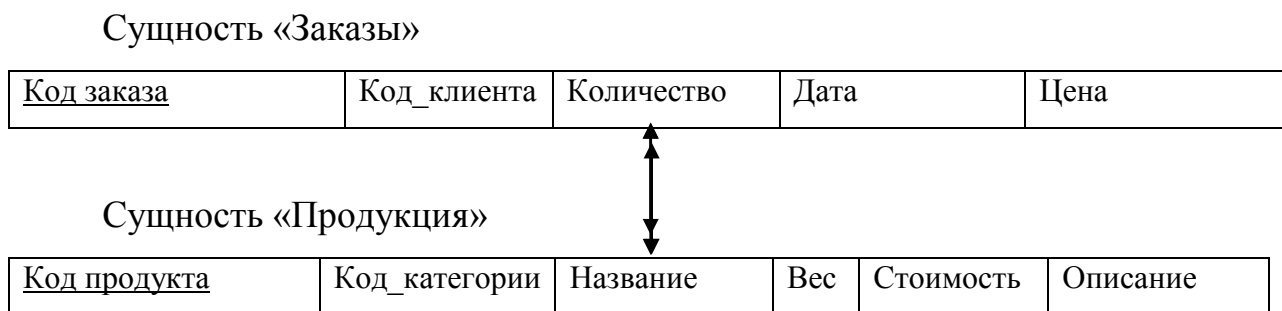 Сущность «Заказы»
Код заказа Код_клиента Количество Дата Цена
Сущность «Продукция»
Код продукта Код_категории Название Вес Стоимость Описание